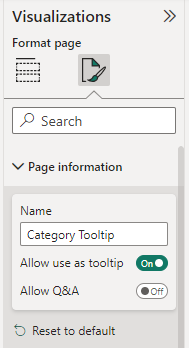 Visualizations
Format page
Search
Page information
Name
Category Tooltip
Allow use as tooltip On
Allow Q&A Off
Reset to default